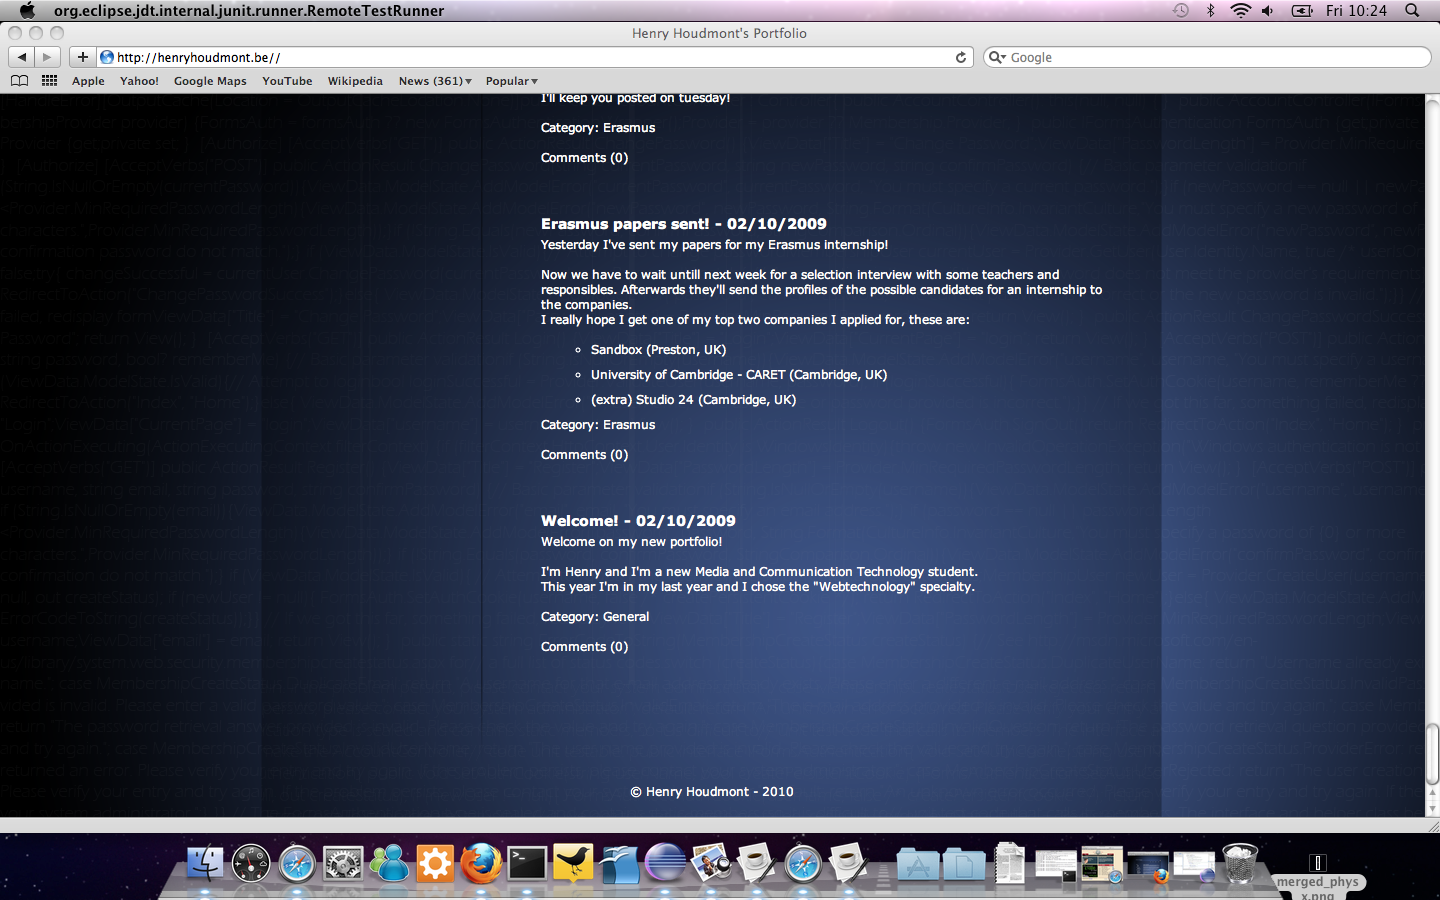 org.eclipse.jdt.internal.junit.runner.RemoteTestRunner
Fri 10:24
Henry Houdmont's Portfolio
http://henryhoudmont.be//
Google
Apple Yahoo! Google Maps YouTube Wikipedia News (361) Popular
I'll keep you posted on tuesday!
Category: Erasmus
Comments (0)
Erasmus papers sent! - 02/10/2009
Yesterday I've sent my papers for my Erasmus internship!
Now we have to wait untill next week for a selection interview with some teachers and
responsibles. Afterwards they'll send the profiles of the possible candidates for an internship to
the companies.
I really hope I get one of my top two companies I applied for, these are:
Sandbox (Preston, UK)
University of Cambridge - CARET (Cambridge, UK)
(extra) Studio 24 (Cambridge, UK)
Category: Erasmus
Comments (0)
Welcome! - 02/10/2009
Welcome on my new portfolio!
I'm Henry and I'm a new Media and Communication Technology student.
This year I'm in my last year and I chose the "Webtechnology" specialty.
Category: General
Comments (0)
© Henry Houdmont - 2010
merged_phys
x.png